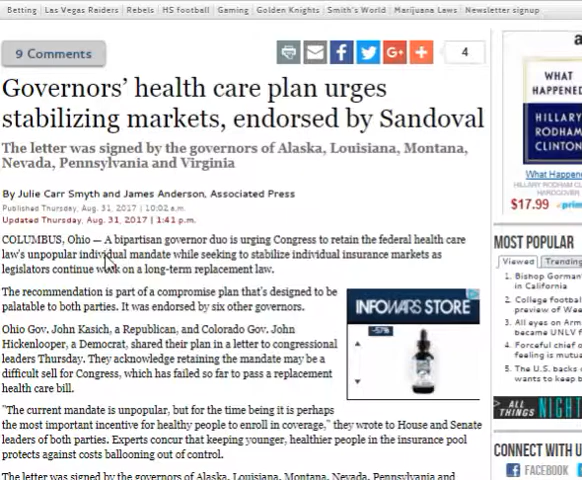 Betting | Las Vegas Raiders | Rebels | HS football | Gaming | Golden Knights | Smith's World | Marijuana Laws | Newsletter signup
9 Comments
4
Governors' health care plan urges
stabilizing markets, endorsed by Sandoval
The letter was signed by the governors of Alaska, Louisiana, Montana,
Nevada, Pennsylvania and Virginia
By Julie Carr Smyth and James Anderson, Associated Press
Published Thursday, Aug. 31, 2017 | 10:02 a.m.
Updated Thursday, Aug. 31, 2017 | 1:41 p.m.
COLUMBUS, Ohio — A bipartisan governor duo is urging Congress to retain the federal health care
law's unpopular individual mandate while seeking to stabilize individual insurance markets as
legislators continue work on a long-term replacement law.
The recommendation is part of a compromise plan that's designed to be
palatable to both parties. It was endorsed by six other governors.
Ohio Gov. John Kasich, a Republican, and Colorado Gov. John
Hickenlooper, a Democrat, shared their plan in a letter to congressional
leaders Thursday. They acknowledge retaining the mandate may be a
difficult sell for Congress, which has failed so far to pass a replacement
health care bill.
"The current mandate is unpopular, but for the time being it is perhaps
the most important incentive for healthy people to enroll in coverage," they wrote to House and Senate
leaders of both parties. Experts concur that keeping younger, healthier people in the insurance pool
protects against costs ballooning out of control.
The letter was signed by the governors of Alaska, Louisiana, Montana, Nevada, Pennsylvania and
INFOWARS STORE
a
WHAT
HAPPENED
HILLARY
RODHAM
CLINTON
What Happene
HILLARY RODHAM CL
$17.99
MOST POPULAR
Viewed
Trending
1. Bishop Gorman
in California
2. College footbal
preview of Wee
3. All eyes on Arm
became UNLV f
4. Forceful chief o
feeling is mutua
5. The U.S. backs
wants to keep t
ALL
THINGS
NIGHT
CONNECT WITH
FACEBOOK